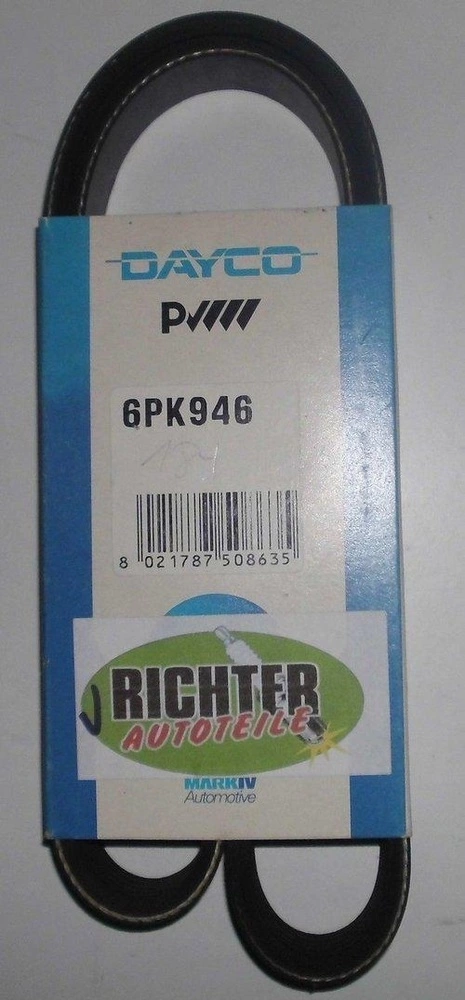 DAYCO
6PK946
8 021787 508635
RICHTER
AUTOTEILE
MARKIV
Automotive